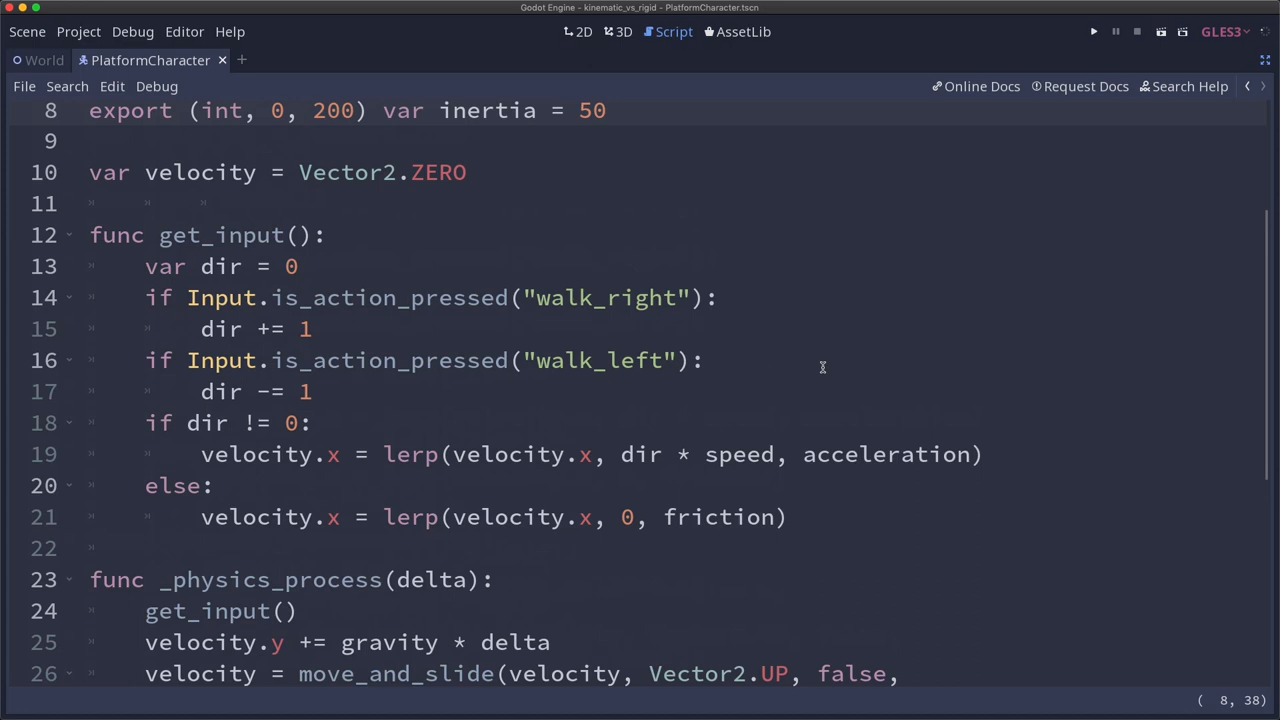 Godot Engine - kinematic_vs_rigid - PlatformCharacter.tscn
Scene Project Debug Editor Help 2D 3D Script AssetLib GLES3
World PlatformCharacter × +
File Search Edit Debug Online Docs Request Docs Search Help
8 export (int, 0, 200) var inertia = 50
9
10 var velocity = Vector2.ZERO
11
12 func get_input():
13     var dir = 0
14     if Input.is_action_pressed("walk_right"):
15         dir += 1
16     if Input.is_action_pressed("walk_left"):
17         dir -= 1
18     if dir != 0:
19         velocity.x = lerp(velocity.x, dir * speed, acceleration)
20     else:
21         velocity.x = lerp(velocity.x, 0, friction)
22
23 func _physics_process(delta):
24     get_input()
25     velocity.y += gravity * delta
26     velocity = move_and_slide(velocity, Vector2.UP, false,
( 8, 38)